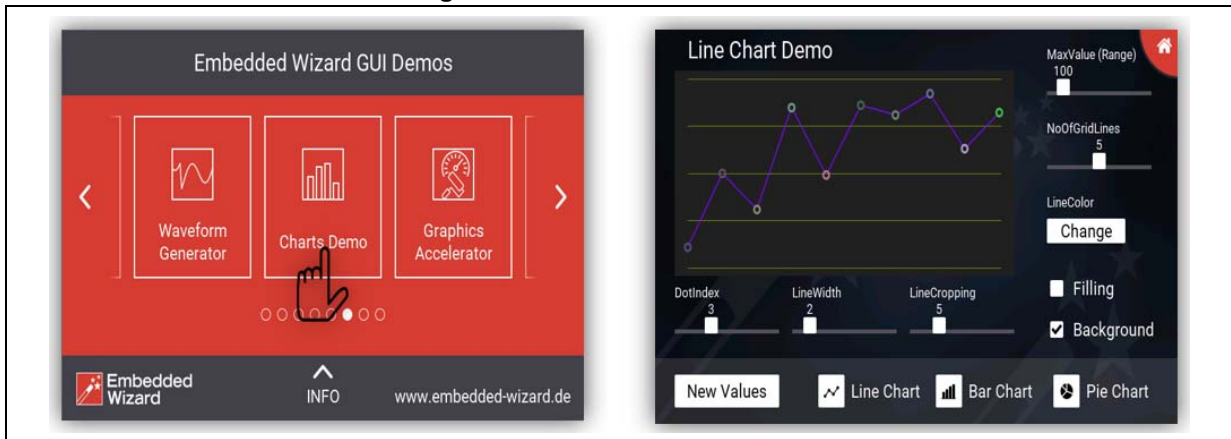 Embedded Wizard GUI Demos
Waveform
Generator
Charts Demo
Graphics
Accelerator
Embedded
Wizard
INFO
www.embedded-wizard.de
Line Chart Demo
MaxValue (Range)
100
NoOfGridLines
5
LineColor
Change
DotIndex
3
LineWidth
2
LineCropping
5
Filling
Background
New Values
Line Chart
Bar Chart
Pie Chart